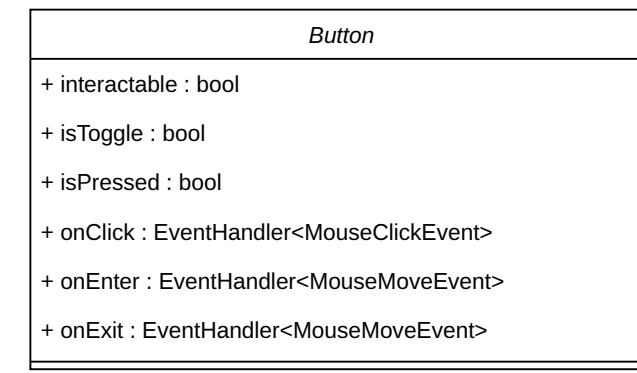 Button
+ interactable : bool
+ isToggle : bool
+ isPressed : bool
+ onClick : EventHandler<MouseClickEvent>
+ onEnter : EventHandler<MouseMoveEvent>
+ onExit : EventHandler<MouseMoveEvent>